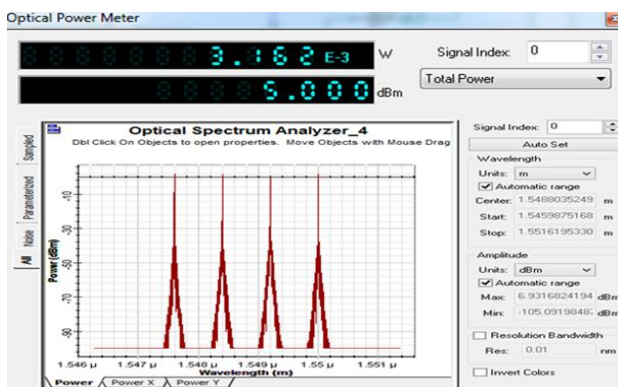 Optical Power Meter
3.162 E-3 W
Signal Index: 0
5.000 dBm
Total Power
Optical Spectrum Analyzer_4
Dbl Click On Objects to open properties. Move Objects with Mouse Drag
Sampled
Parameterized
Noise
All
Power (dBm)
-10
-30
-50
-70
-90
1.546 µ 1.547 µ 1.548 µ 1.549 µ 1.55 µ 1.551 µ
Wavelength (m)
Power Power X Power Y
Signal Index: 0
Auto Set
Wavelength
Units: m
Automatic range
Center: 1.5488035249 m
Start: 1.5459875168 m
Stop: 1.5516195330 m
Amplitude
Units: dBm
Automatic range
Max: 6.9316824194 dBm
Min: -105.0919848 dBm
Resolution Bandwidth
Res: 0.01 nm
Invert Colors